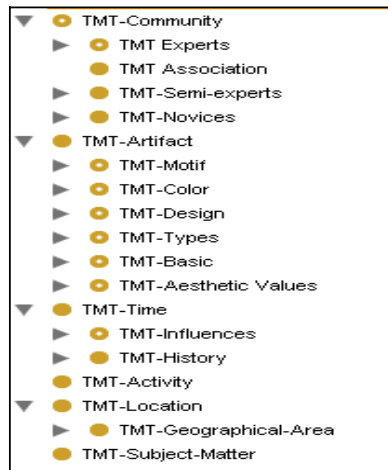 TMT-Community
TMT Experts
TMT Association
TMT-Semi-experts
TMT-Novices
TMT-Artifact
TMT-Motif
TMT-Color
TMT-Design
TMT-Types
TMT-Basic
TMT-Aesthetic Values
TMT-Time
TMT-Influences
TMT-History
TMT-Activity
TMT-Location
TMT-Geographical-Area
TMT-Subject-Matter